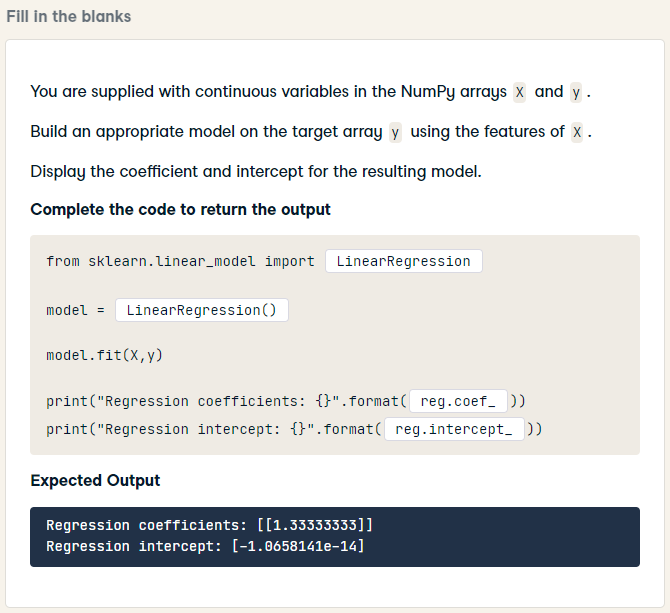 Fill in the blanks
You are supplied with continuous variables in the NumPy arrays X and y .
Build an appropriate model on the target array y using the features of X .
Display the coefficient and intercept for the resulting model.
Complete the code to return the output
from sklearn.linear_model import LinearRegression
model = LinearRegression()
model.fit(X,y)
print("Regression coefficients: {}".format( reg.coef_ ))
print("Regression intercept: {}".format( reg.intercept_ ))
Expected Output
Regression coefficients: [[1.33333333]]
Regression intercept: [-1.0658141e-14]